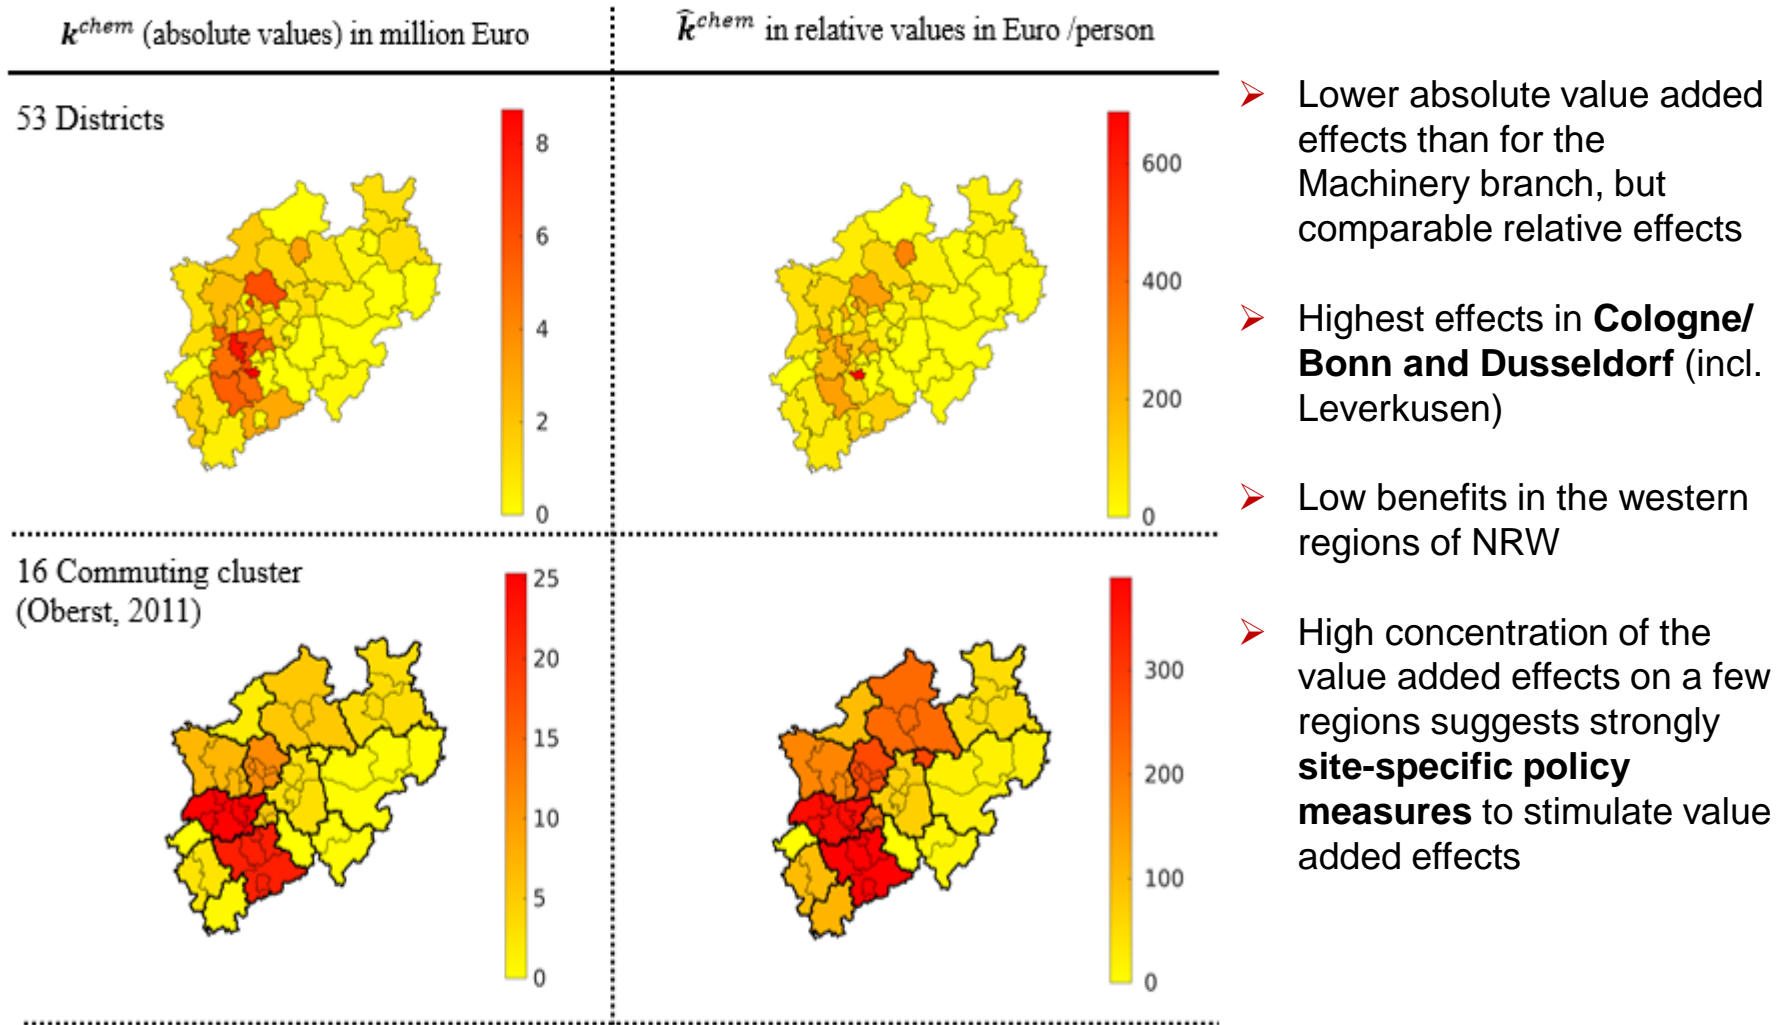 k^chem (absolute values) in million Euro
k̂^chem in relative values in Euro /person
53 Districts
8
6
4
2
0
600
400
200
0
16 Commuting cluster
(Oberst, 2011)
25
20
15
10
5
0
300
200
100
0
➢ Lower absolute value added
effects than for the
Machinery branch, but
comparable relative effects
➢ Highest effects in Cologne/
Bonn and Dusseldorf (incl.
Leverkusen)
➢ Low benefits in the western
regions of NRW
➢ High concentration of the
value added effects on a few
regions suggests strongly
site-specific policy
measures to stimulate value
added effects